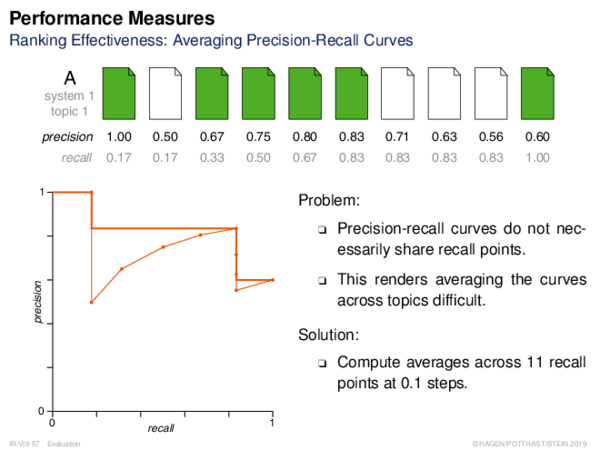 Performance Measures
Ranking Effectiveness: Averaging Precision-Recall Curves
A
system 1
topic 1
precision 1.00 0.50 0.67 0.75 0.80 0.83 0.71 0.63 0.56 0.60
recall 0.17 0.17 0.33 0.50 0.67 0.83 0.83 0.83 0.83 1.00
1
precision
0
0
recall
1
Problem:
❑ Precision-recall curves do not nec-
essarily share recall points.
❑ This renders averaging the curves
across topics difficult.
Solution:
❑ Compute averages across 11 recall
points at 0.1 steps.
IR:VIII-57 Evaluation
©HAGEN/POTTHAST/STEIN 2019